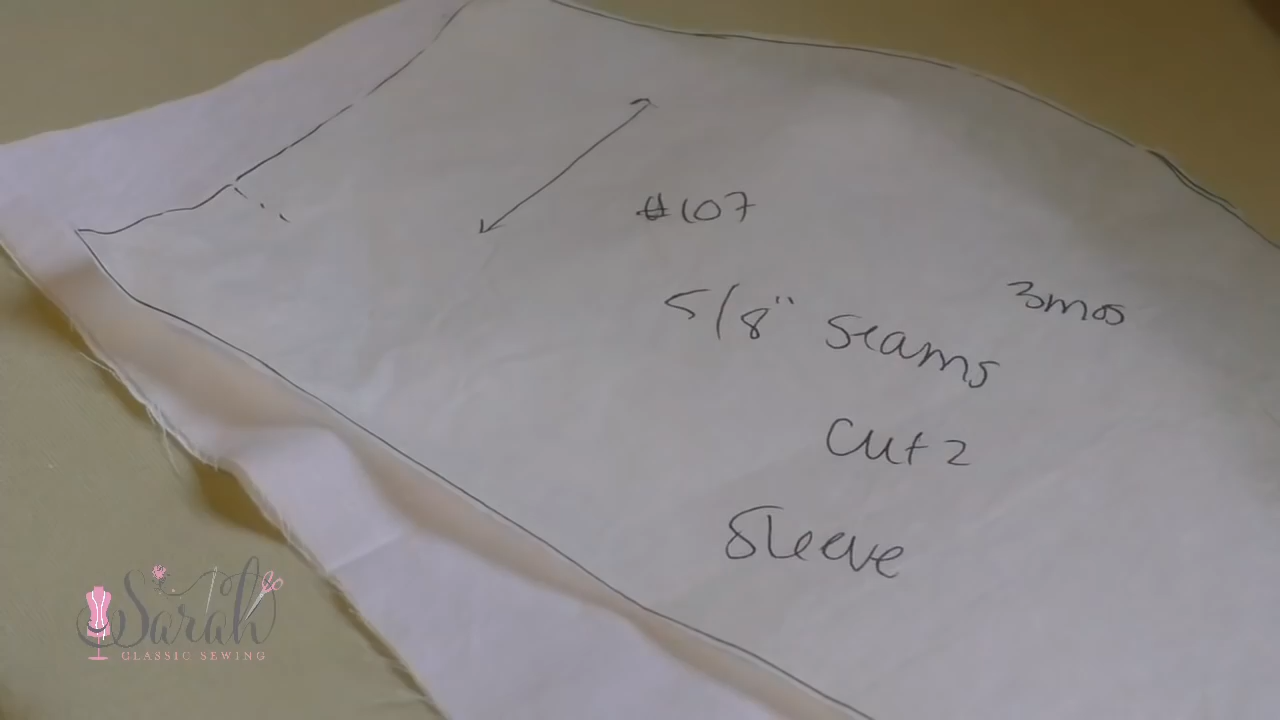 #107
3mos
5/8" seams
Cut 2
Sleeve
Sarah
CLASSIC SEWING